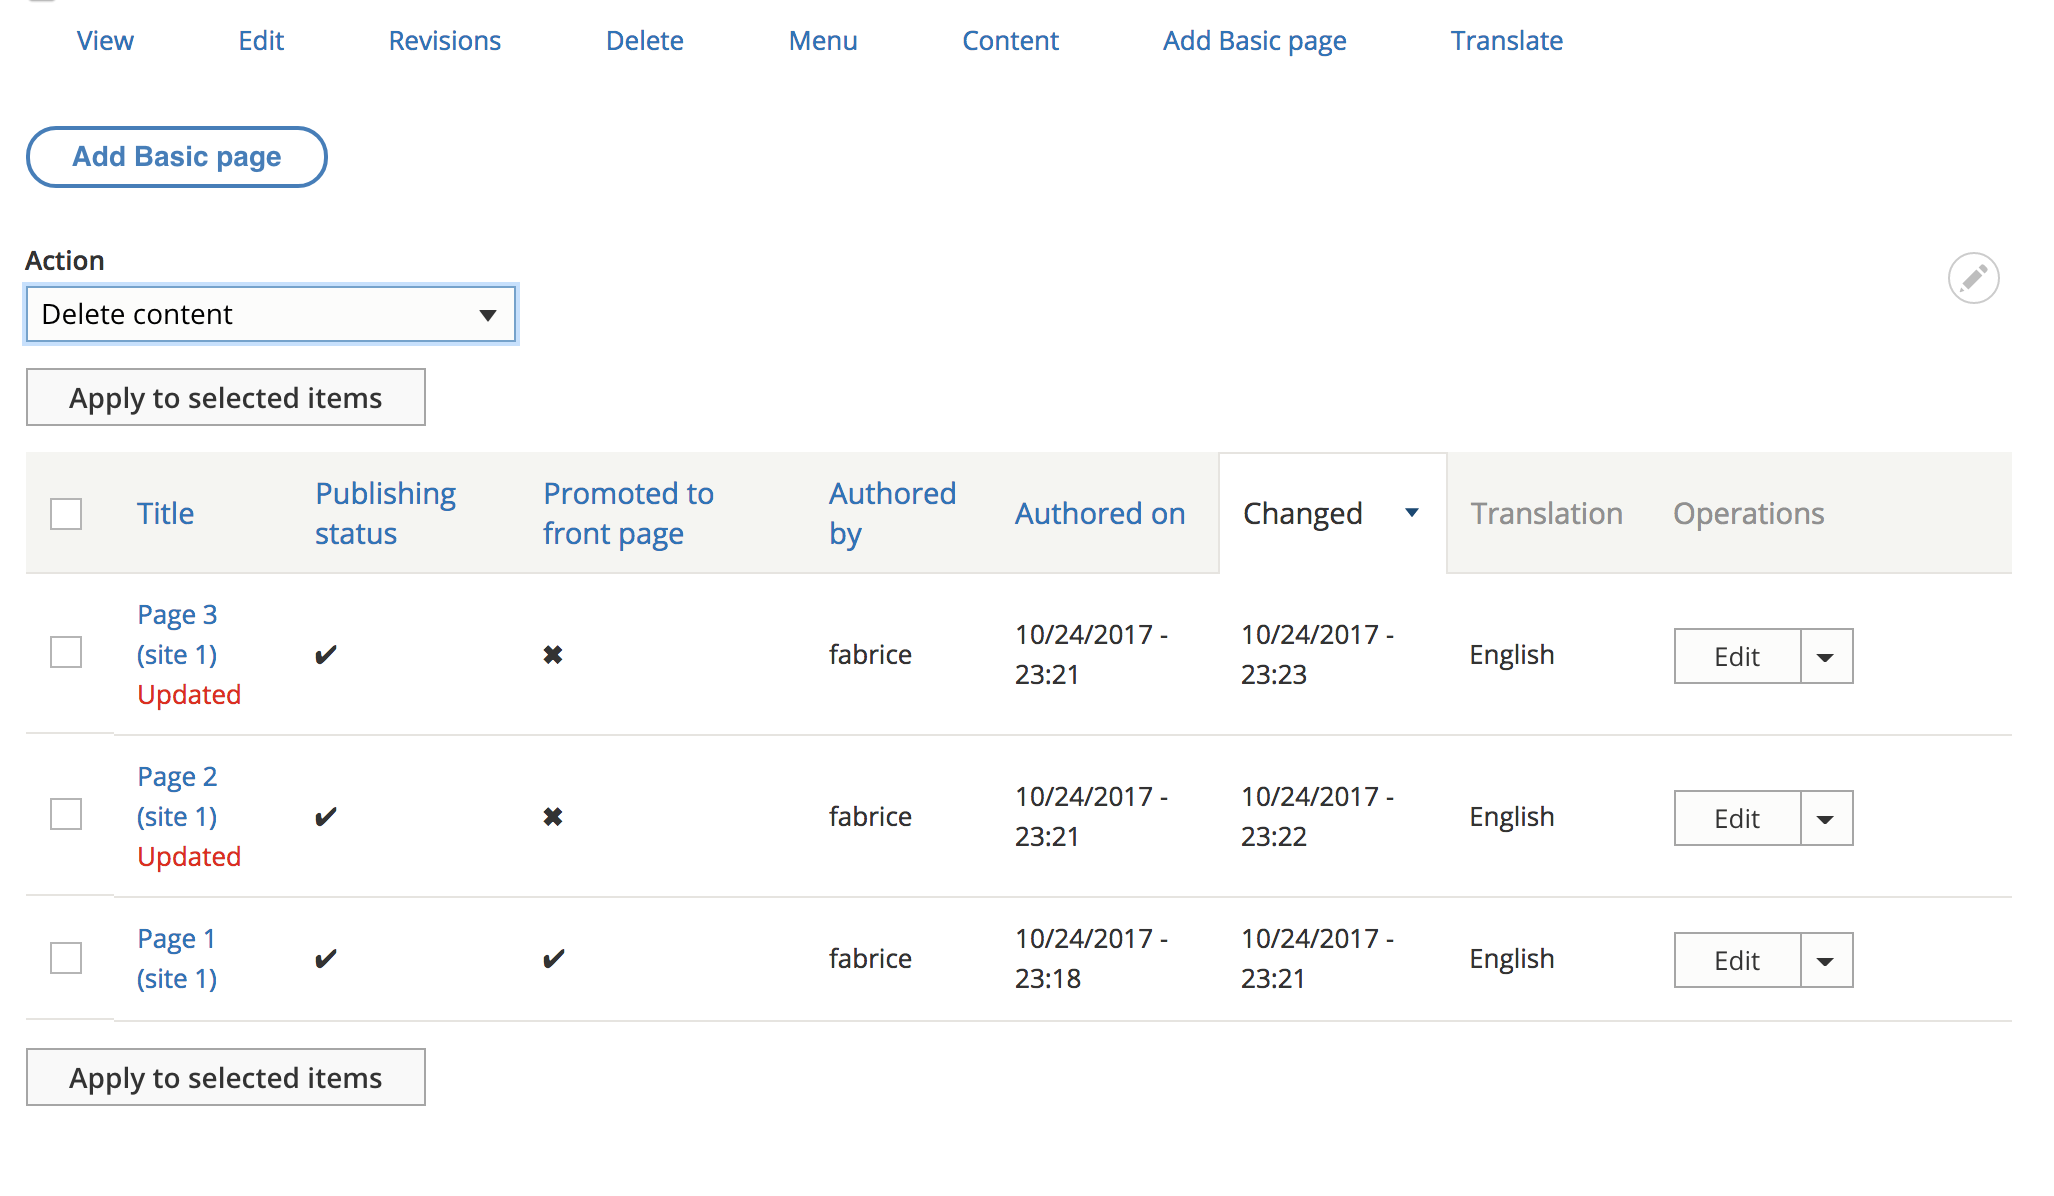 View Edit Revisions Delete Menu Content Add Basic page Translate
Add Basic page
Action
Delete content
Apply to selected items
Title Publishing status Promoted to front page Authored by Authored on Changed Translation Operations
Page 3 (site 1) Updated ✔ ✖ fabrice 10/24/2017 - 23:21 10/24/2017 - 23:23 English Edit
Page 2 (site 1) Updated ✔ ✖ fabrice 10/24/2017 - 23:21 10/24/2017 - 23:22 English Edit
Page 1 (site 1) ✔ ✔ fabrice 10/24/2017 - 23:18 10/24/2017 - 23:21 English Edit
Apply to selected items